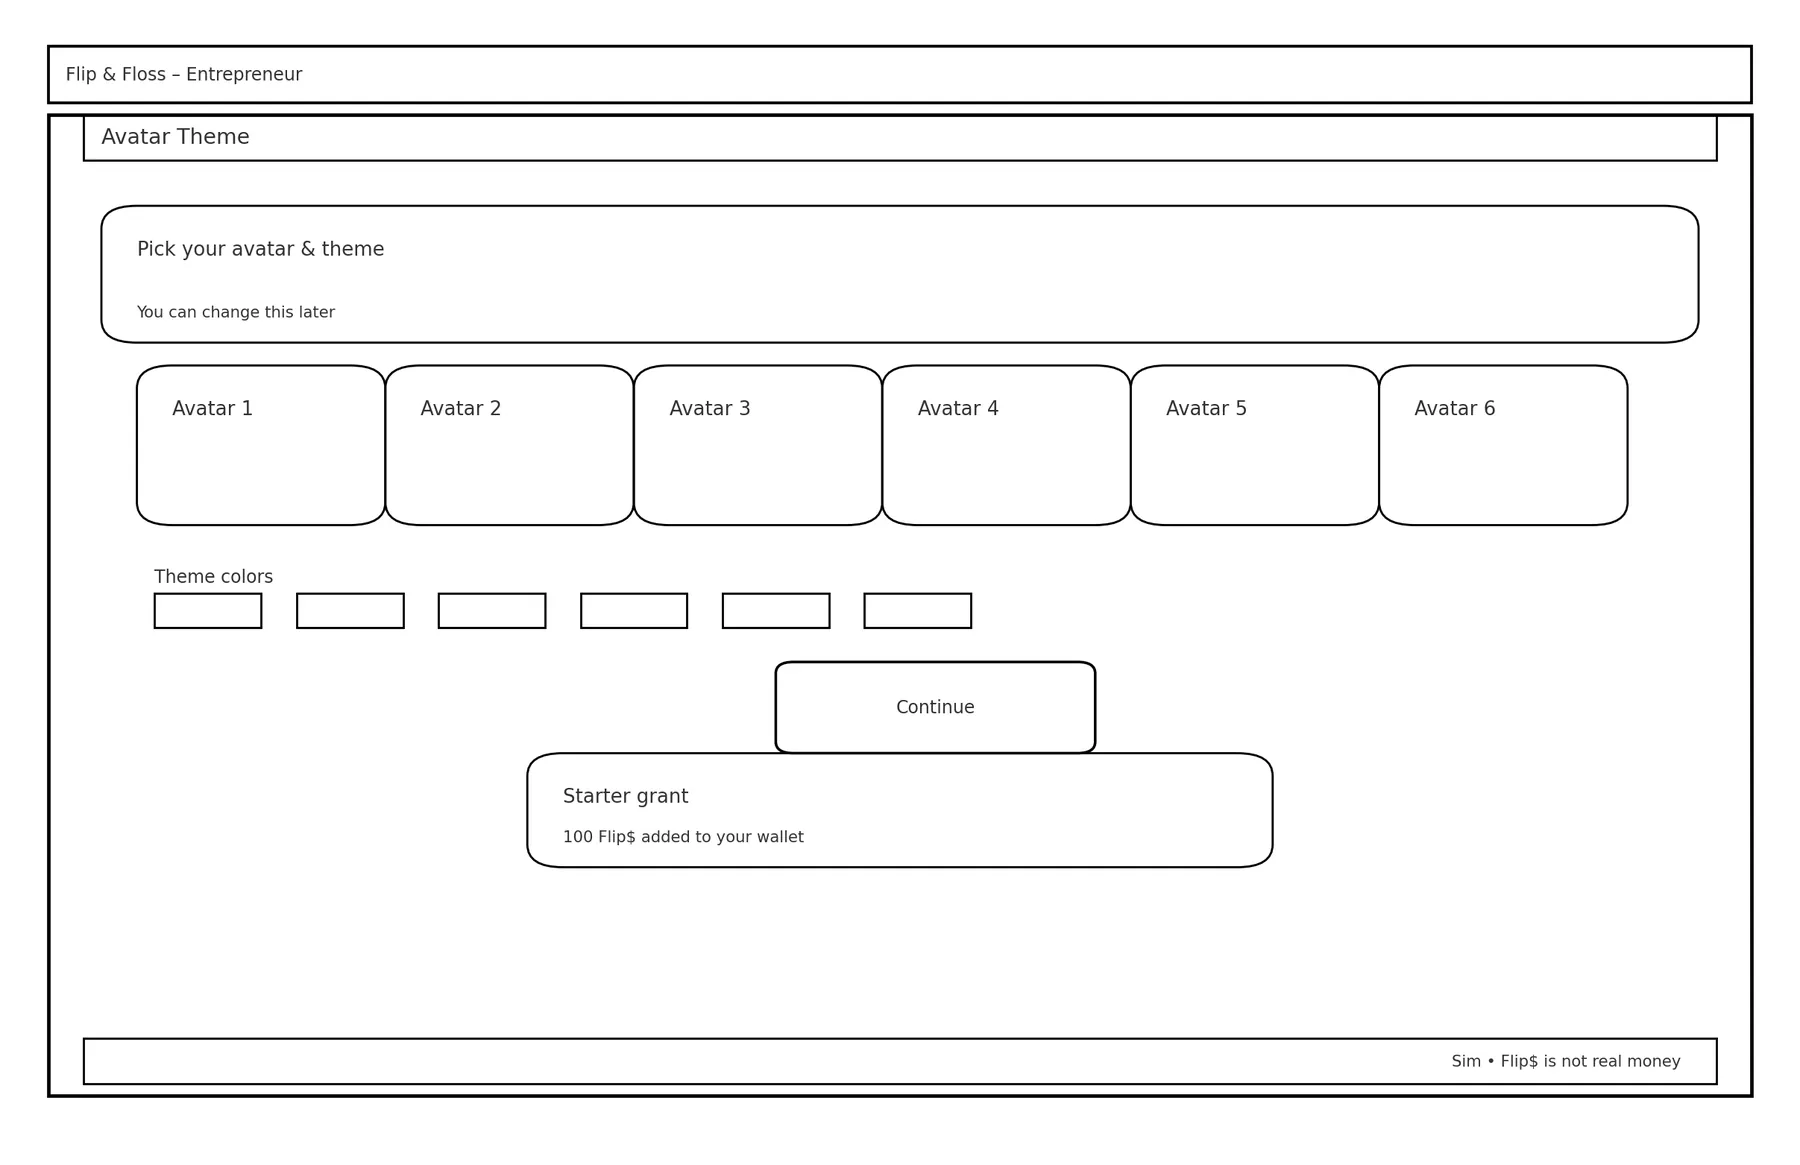 Flip & Floss – Entrepreneur
Avatar Theme
Pick your avatar & theme
You can change this later
Avatar 1
Avatar 2
Avatar 3
Avatar 4
Avatar 5
Avatar 6
Theme colors
Continue
Starter grant
100 Flip$ added to your wallet
Sim • Flip$ is not real money